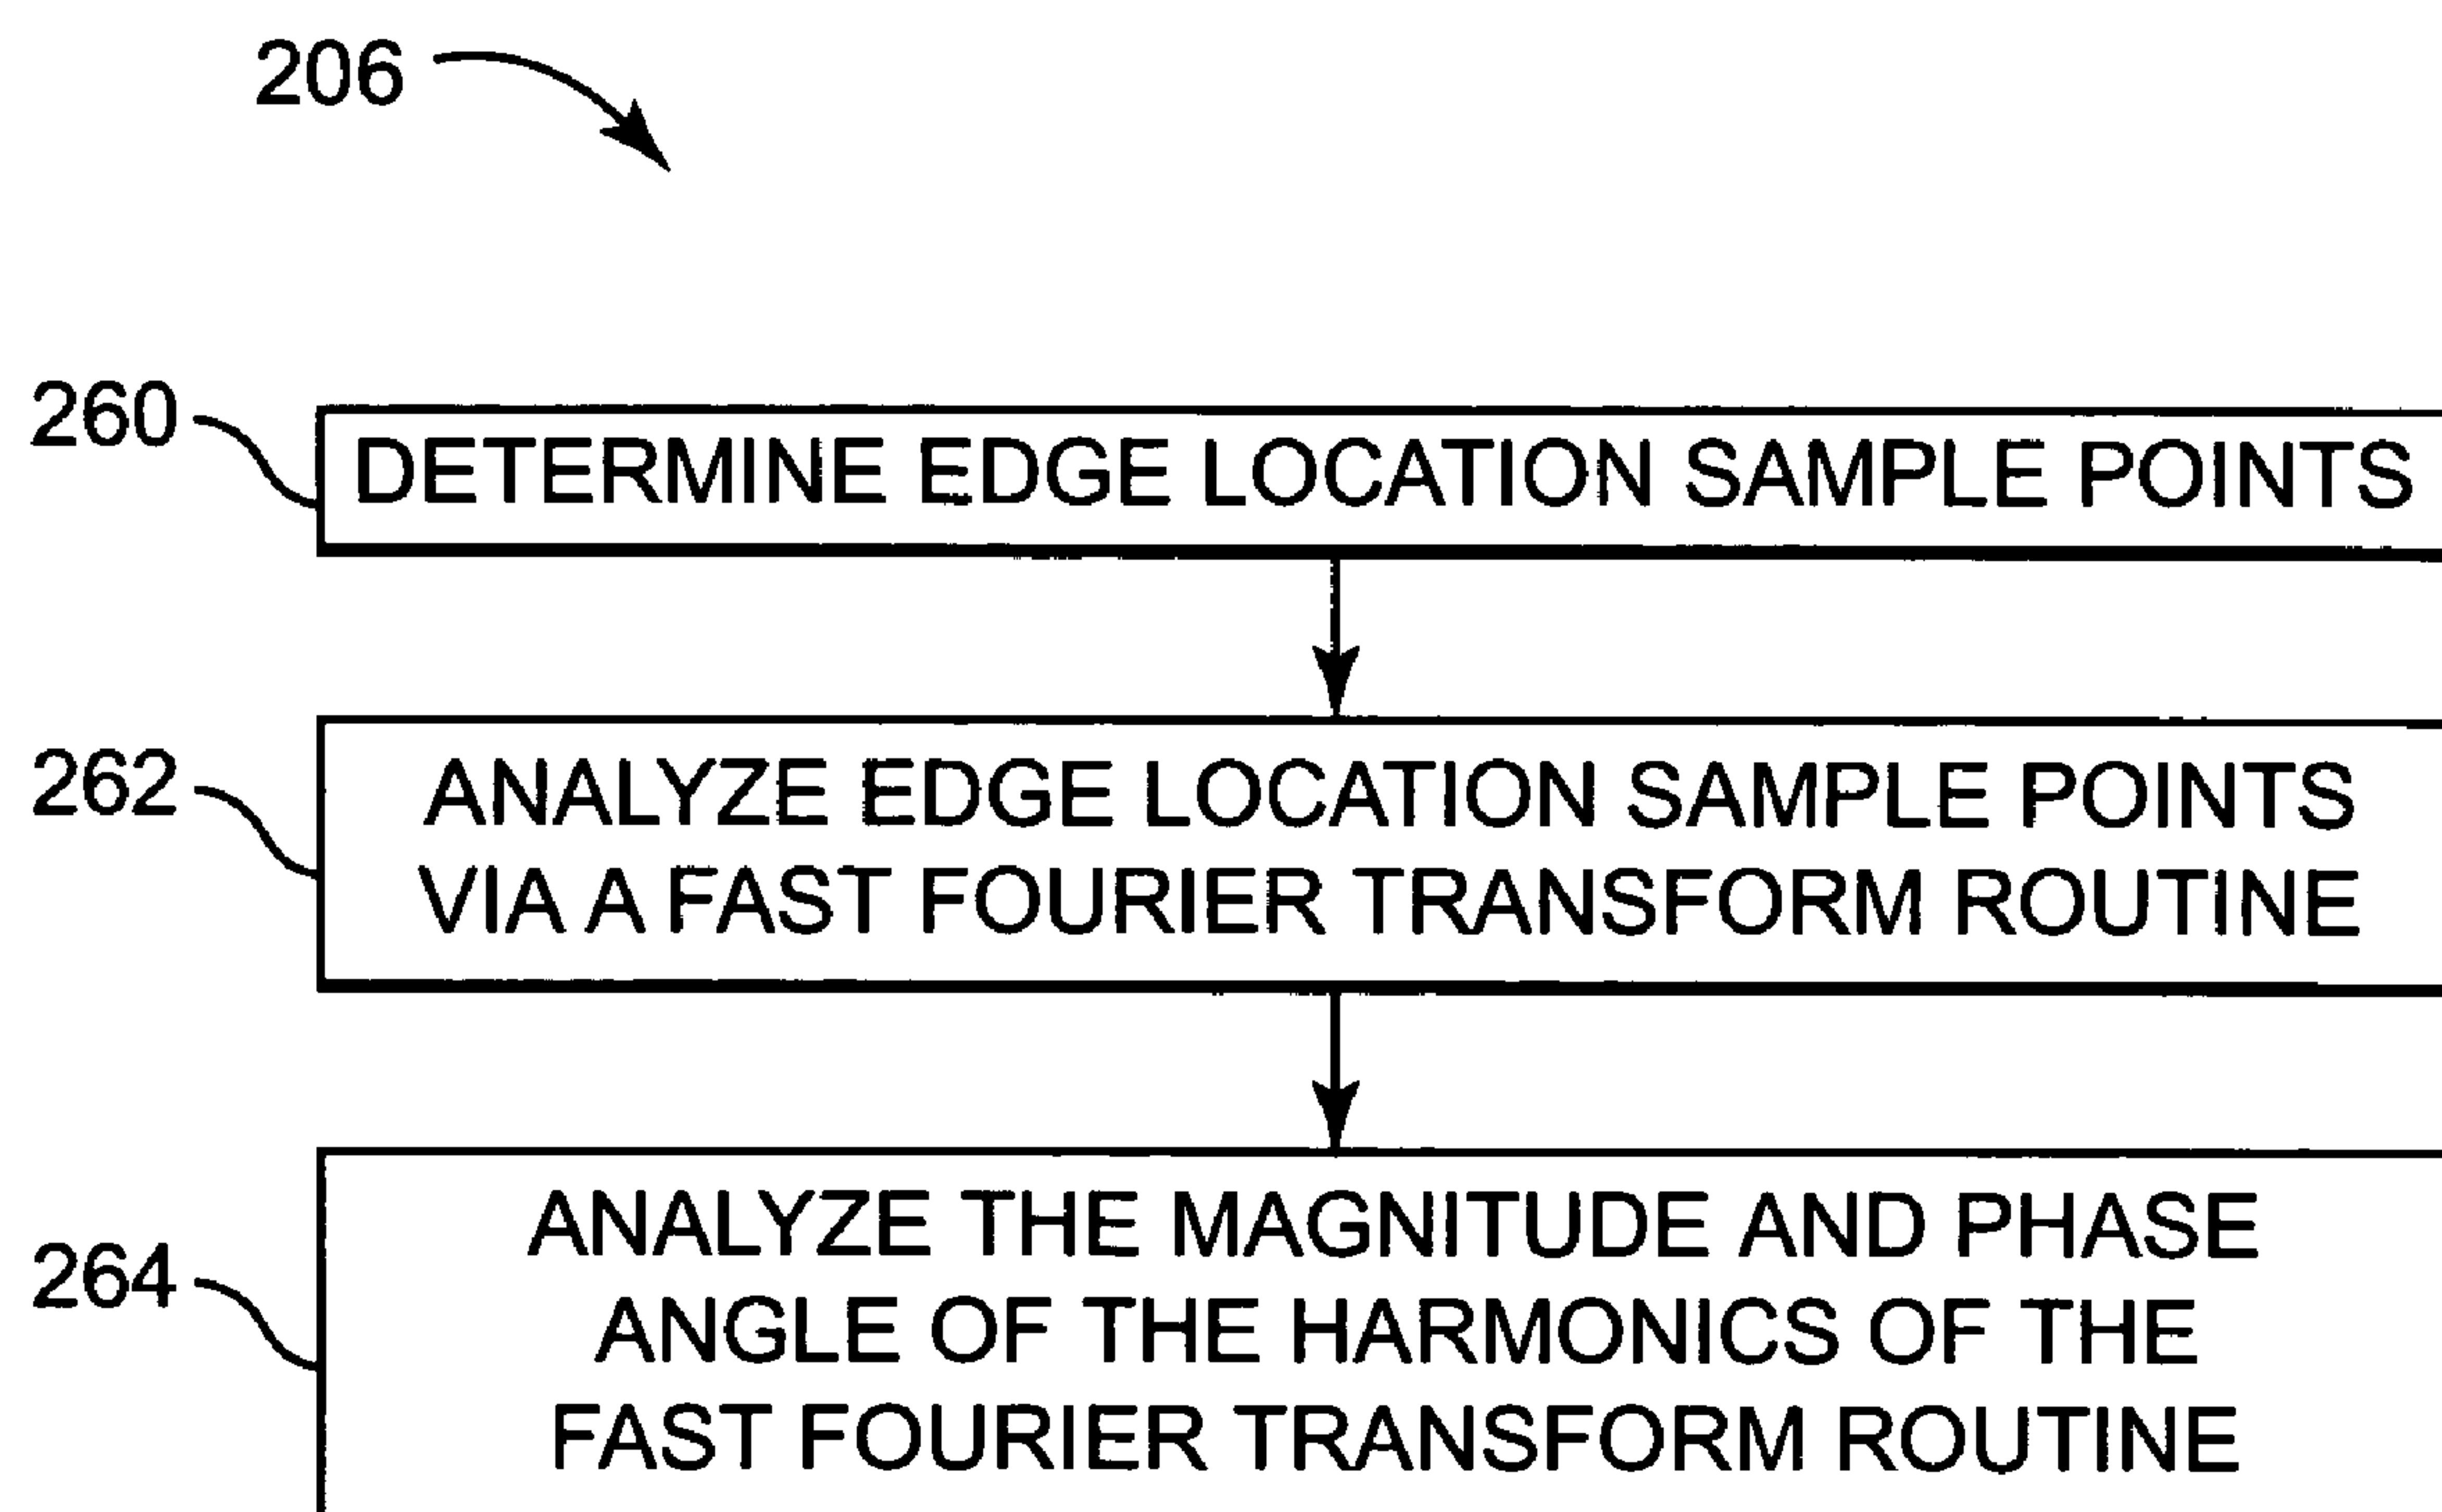 206
260
DETERMINE EDGE LOCATION SAMPLE POINTS
262
ANALYZE EDGE LOCATION SAMPLE POINTS
VIA A FAST FOURIER TRANSFORM ROUTINE
264
ANALYZE THE MAGNITUDE AND PHASE
ANGLE OF THE HARMONICS OF THE
FAST FOURIER TRANSFORM ROUTINE